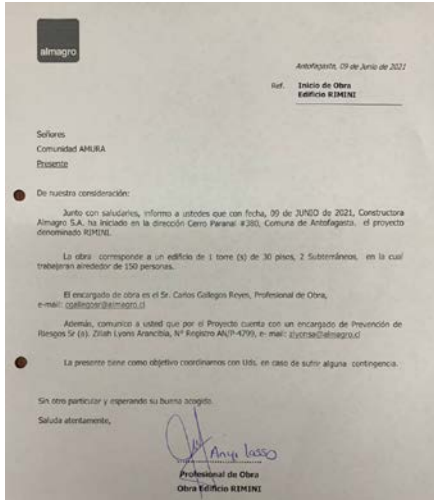 almagro
Antofagasta, 09 de Junio de 2021
Ref. Inicio de Obra
Edificio RIMINI
Señores
Comunidad AMURA
Presente
De nuestra consideración:
Junto con saludarles, informo a ustedes que con fecha, 09 de JUNIO de 2021, Constructora
Almagro S.A. ha iniciado en la dirección Cerro Paranal #380, Comuna de Antofagasta, el proyecto
denominado RIMINI.
La obra corresponde a un edificio de 1 torre (s) de 30 pisos, 2 Subterráneos, en la cual
trabajaran alrededor de 150 personas.
El encargado de obra es el Sr. Carlos Gallegos Reyes, Profesional de Obra,
e-mail: cgallegosr@almagro.cl
Además, comunico a usted que por el Proyecto cuenta con un encargado de Prevención de
Riesgos Sr (a). Ziliah Lyons Arancibia, N° Registro AN/P-4799, e- mail: zlyonsa@almagro.cl
La presente tiene como objetivo coordinarnos con Uds. en caso de sufrir alguna contingencia.
Sin otro particular y esperando su buena acogida.
Saluda atentamente,
Anya Lasso
Profesional de Obra
Obra Edificio RIMINI